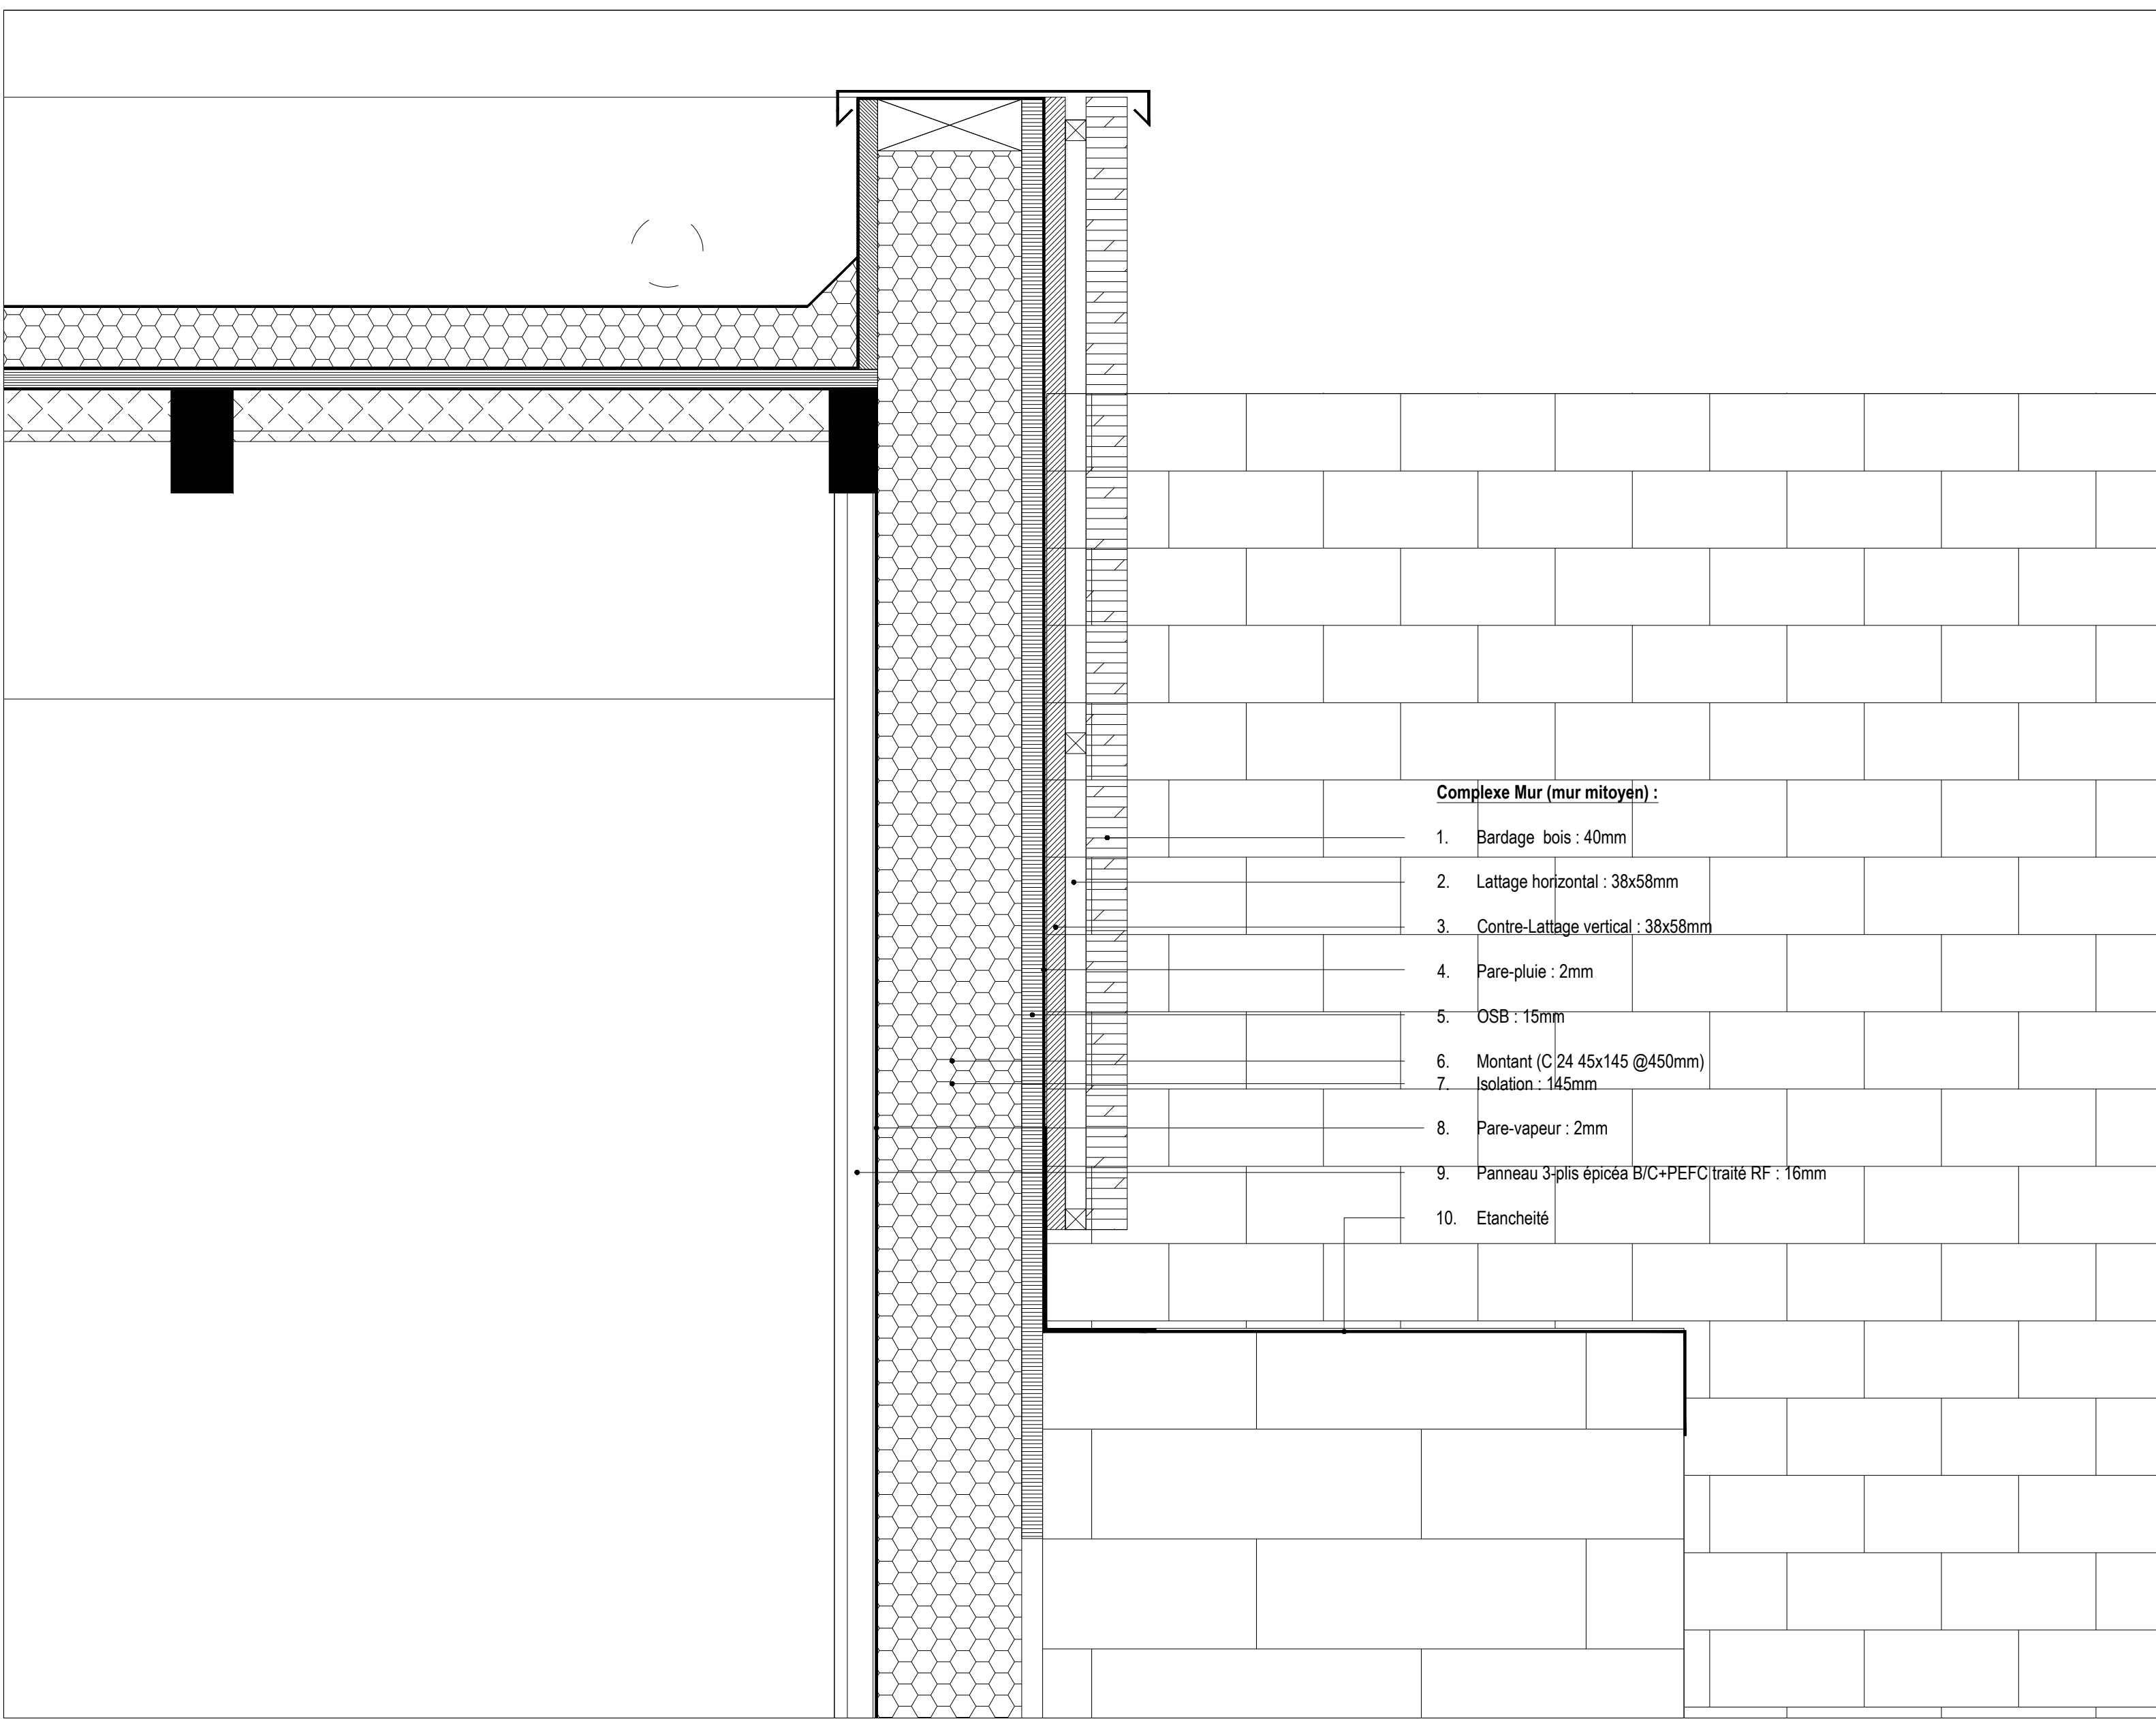 Complexe Mur (mur mitoyen) :
1. Bardage bois : 40mm
2. Lattage horizontal : 38x58mm
3. Contre-Lattage vertical : 38x58mm
4. Pare-pluie : 2mm
5. OSB : 15mm
6. Montant (C 24 45x145 @450mm)
7. Isolation : 145mm
8. Pare-vapeur : 2mm
9. Panneau 3-plis épicéa B/C+PEFC traité RF : 16mm
10. Etancheité